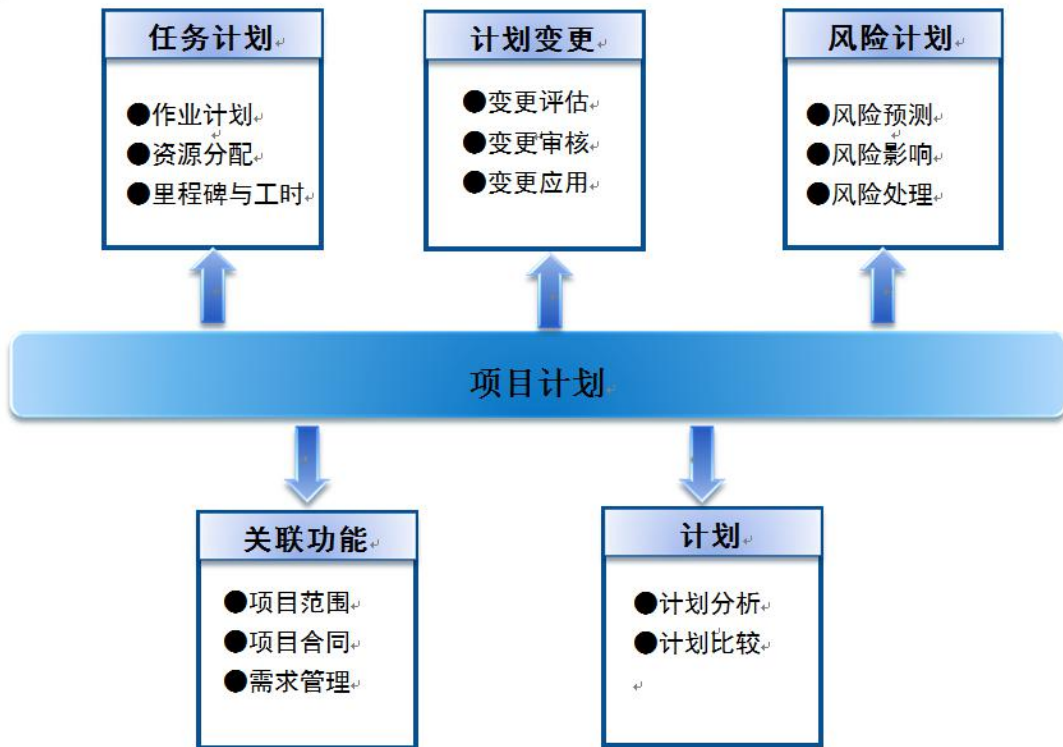 任务计划
●作业计划
●资源分配
●里程碑与工时
计划变更
●变更评估
●变更审核
●变更应用
风险计划
●风险预测
●风险影响
●风险处理
项目计划
关联功能
●项目范围
●项目合同
●需求管理
计划
●计划分析
●计划比较